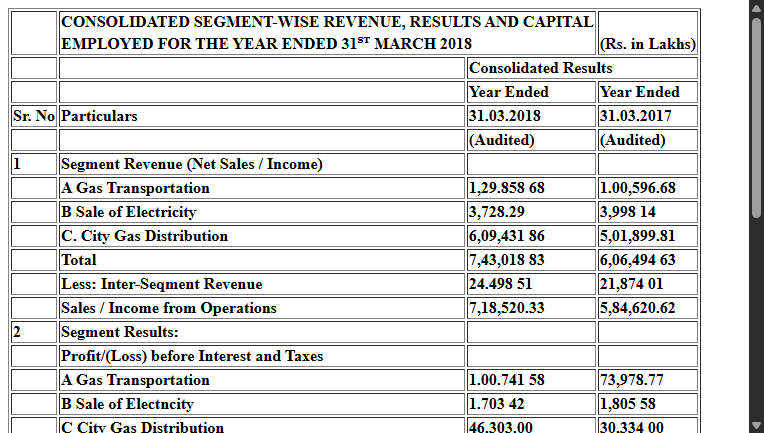 CONSOLIDATED SEGMENT-WISE REVENUE, RESULTS AND CAPITAL
EMPLOYED FOR THE YEAR ENDED 31ST MARCH 2018 (Rs. in Lakhs)
Consolidated Results
Year Ended Year Ended
Sr. No Particulars 31.03.2018 31.03.2017
(Audited) (Audited)
1 Segment Revenue (Net Sales / Income)
A Gas Transportation 1,29.858 68 1.00,596.68
B Sale of Electricity 3,728.29 3,998 14
C. City Gas Distribution 6,09,431 86 5,01,899.81
Total 7,43,018 83 6,06,494 63
Less: Inter-Seqment Revenue 24.498 51 21,874 01
Sales / Income from Operations 7,18,520.33 5,84,620.62
2 Segment Results:
Profit/(Loss) before Interest and Taxes
A Gas Transportation 1.00.741 58 73,978.77
B Sale of Electncity 1.703 42 1,805 58
C City Gas Distribution 46.303.00 30.334 00